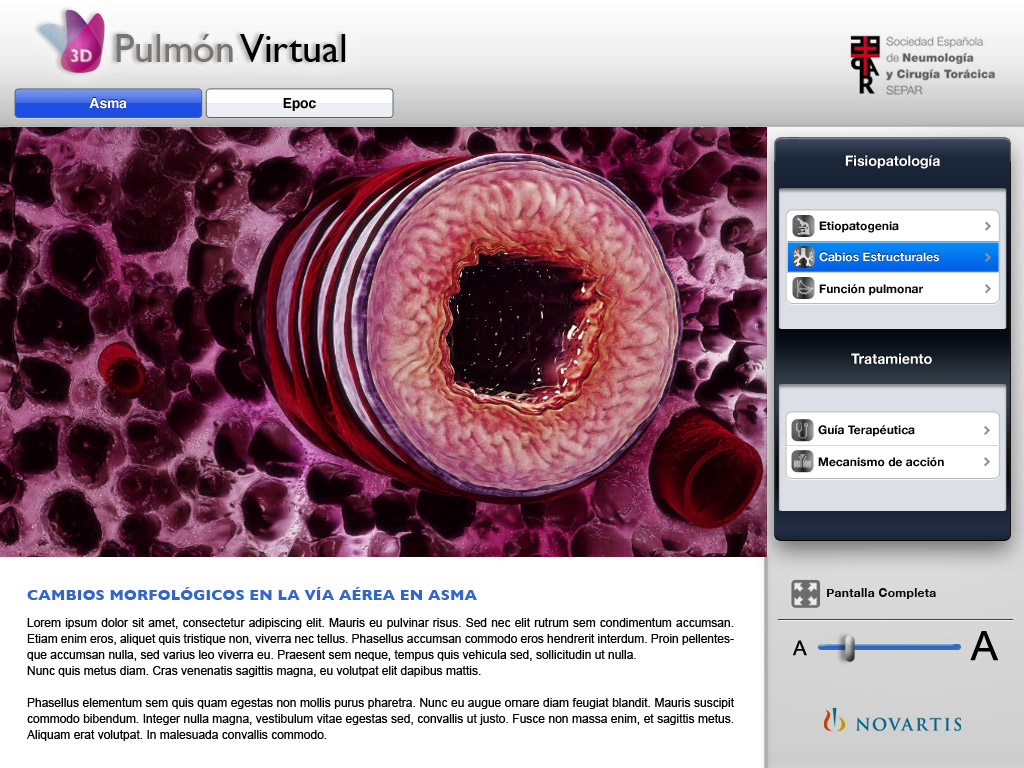 3D
Pulmón Virtual
Sociedad Española
de Neumología
y Cirugía Torácica
SEPAR
Asma
Epoc
Fisiopatología
Etiopatogenia
Cabios Estructurales
Función pulmonar
Tratamiento
Guía Terapéutica
Mecanismo de acción
CAMBIOS MORFOLÓGICOS EN LA VÍA AÉREA EN ASMA
Lorem ipsum dolor sit amet, consectetur adipiscing elit. Mauris eu pulvinar risus. Sed nec elit rutrum sem condimentum accumsan.
Etiam enim eros, aliquet quis tristique non, viverra nec tellus. Phasellus accumsan commodo eros hendrerit interdum. Proin pellentes-
que accumsan nulla, sed varius leo viverra eu. Praesent sem neque, tempus quis vehicula sed, sollicitudin ut nulla.
Nunc quis metus diam. Cras venenatis sagittis magna, eu volutpat elit dapibus mattis.
Phasellus elementum sem quis quam egestas non mollis purus pharetra. Nunc eu augue ornare diam feugiat blandit. Mauris suscipit
commodo bibendum. Integer nulla magna, vestibulum vitae egestas sed, convallis ut justo. Fusce non massa enim, et sagittis metus.
Aliquam erat volutpat. In malesuada convallis commodo.
Pantalla Completa
A A
NOVARTIS